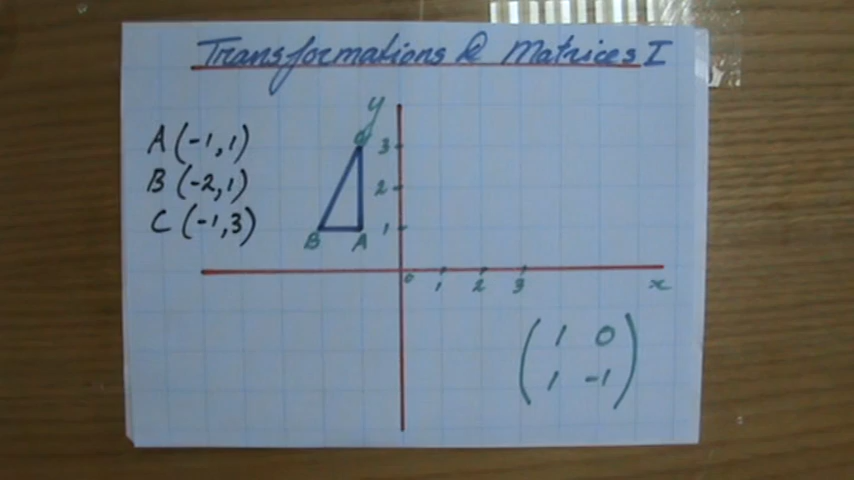 Transformations & Matrices I
A (-1,1)
B (-2,1)
C (-1,3)
y
C
3
2
B A 1
0 1 2 3 x
1 0
1 -1